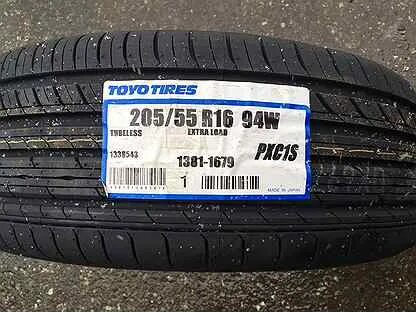 TOYO TIRES
205/55 R16 94W
TUBELESS EXTRA LOAD
1381-1679 PXC1S
1338543
1
MADE IN JAPAN